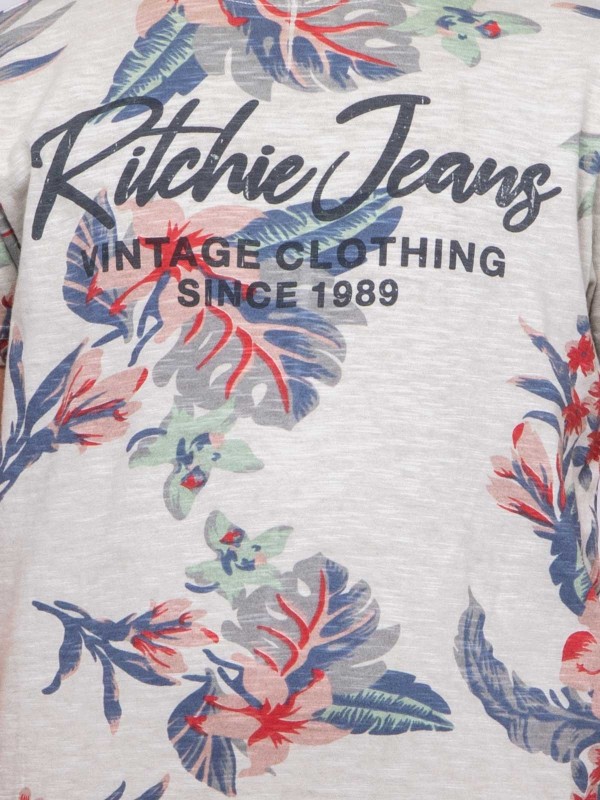 Ritchie Jeans
VINTAGE CLOTHING
SINCE 1989